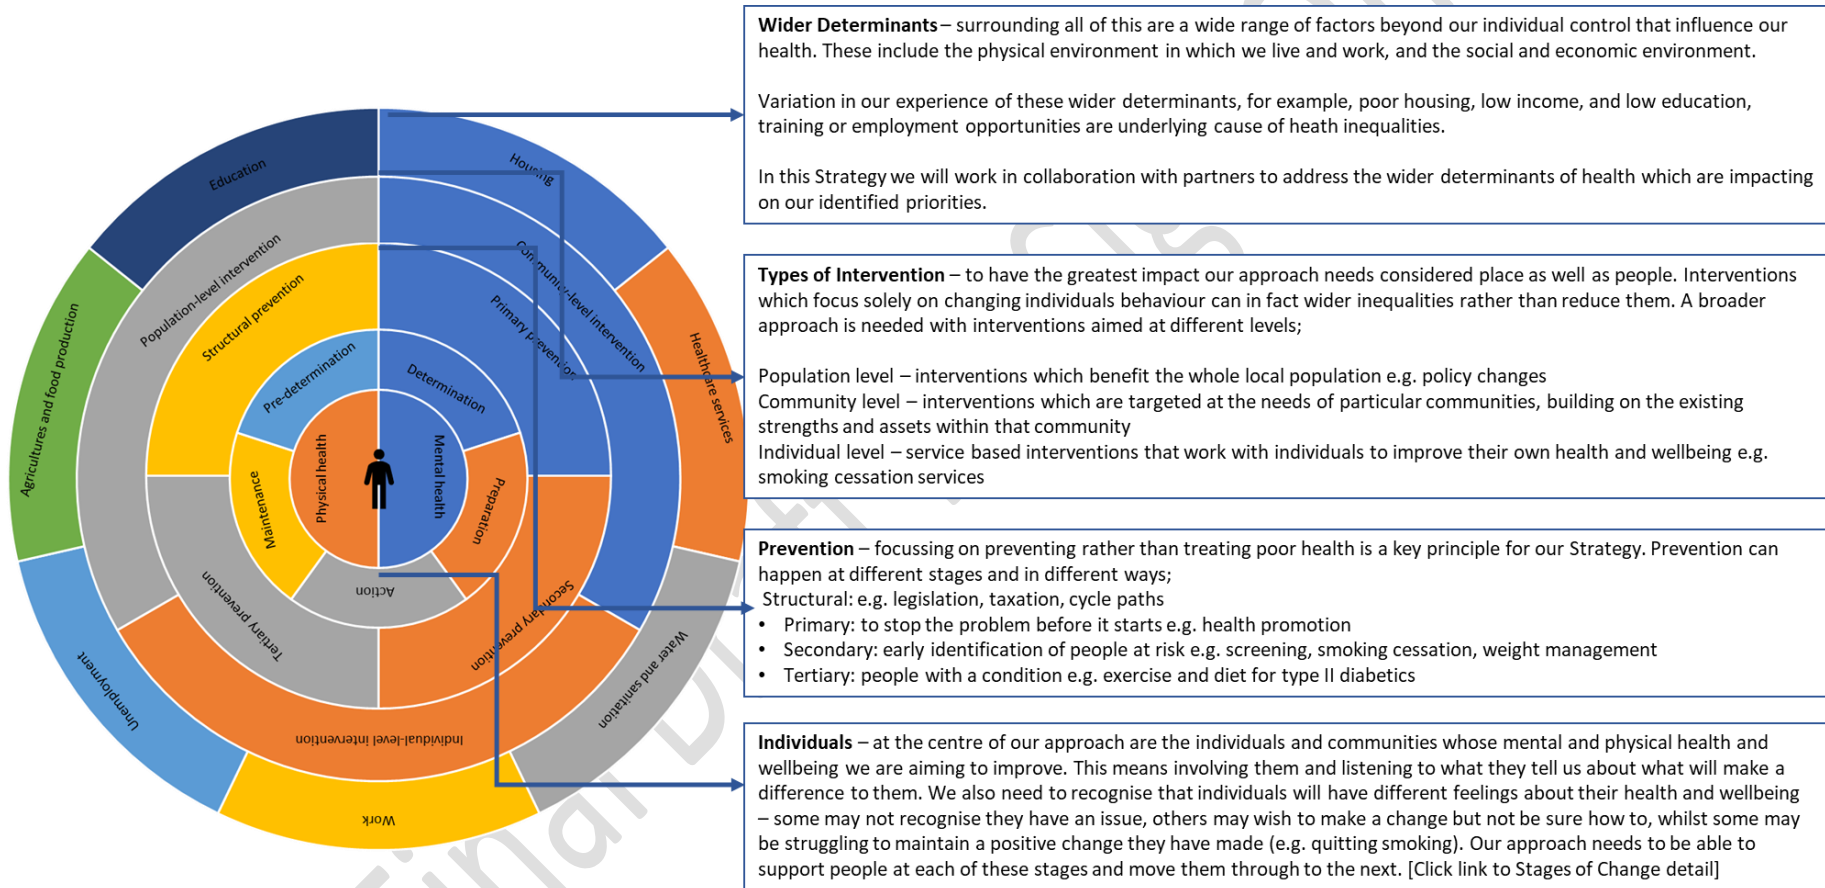 Education
Housing
Healthcare services
Water and sanitation
Work
Unemployment
Agricultures and food production
Population-level intervention
Community-level intervention
Individual-level intervention
Structural prevention
Primary prevention
Secondary prevention
Tertiary prevention
Pre-determination
Determination
Preparation
Action
Maintenance
Physical health
Mental health
Wider Determinants – surrounding all of this are a wide range of factors beyond our individual control that influence our
health. These include the physical environment in which we live and work, and the social and economic environment.
Variation in our experience of these wider determinants, for example, poor housing, low income, and low education,
training or employment opportunities are underlying cause of heath inequalities.
In this Strategy we will work in collaboration with partners to address the wider determinants of health which are impacting
on our identified priorities.
Types of Intervention – to have the greatest impact our approach needs considered place as well as people. Interventions
which focus solely on changing individuals behaviour can in fact wider inequalities rather than reduce them. A broader
approach is needed with interventions aimed at different levels;
Population level – interventions which benefit the whole local population e.g. policy changes
Community level – interventions which are targeted at the needs of particular communities, building on the existing
strengths and assets within that community
Individual level – service based interventions that work with individuals to improve their own health and wellbeing e.g.
smoking cessation services
Prevention – focussing on preventing rather than treating poor health is a key principle for our Strategy. Prevention can
happen at different stages and in different ways;
Structural: e.g. legislation, taxation, cycle paths
• Primary: to stop the problem before it starts e.g. health promotion
• Secondary: early identification of people at risk e.g. screening, smoking cessation, weight management
• Tertiary: people with a condition e.g. exercise and diet for type II diabetics
Individuals – at the centre of our approach are the individuals and communities whose mental and physical health and
wellbeing we are aiming to improve. This means involving them and listening to what they tell us about what will make a
difference to them. We also need to recognise that individuals will have different feelings about their health and wellbeing
– some may not recognise they have an issue, others may wish to make a change but not be sure how to, whilst some may
be struggling to maintain a positive change they have made (e.g. quitting smoking). Our approach needs to be able to
support people at each of these stages and move them through to the next. [Click link to Stages of Change detail]